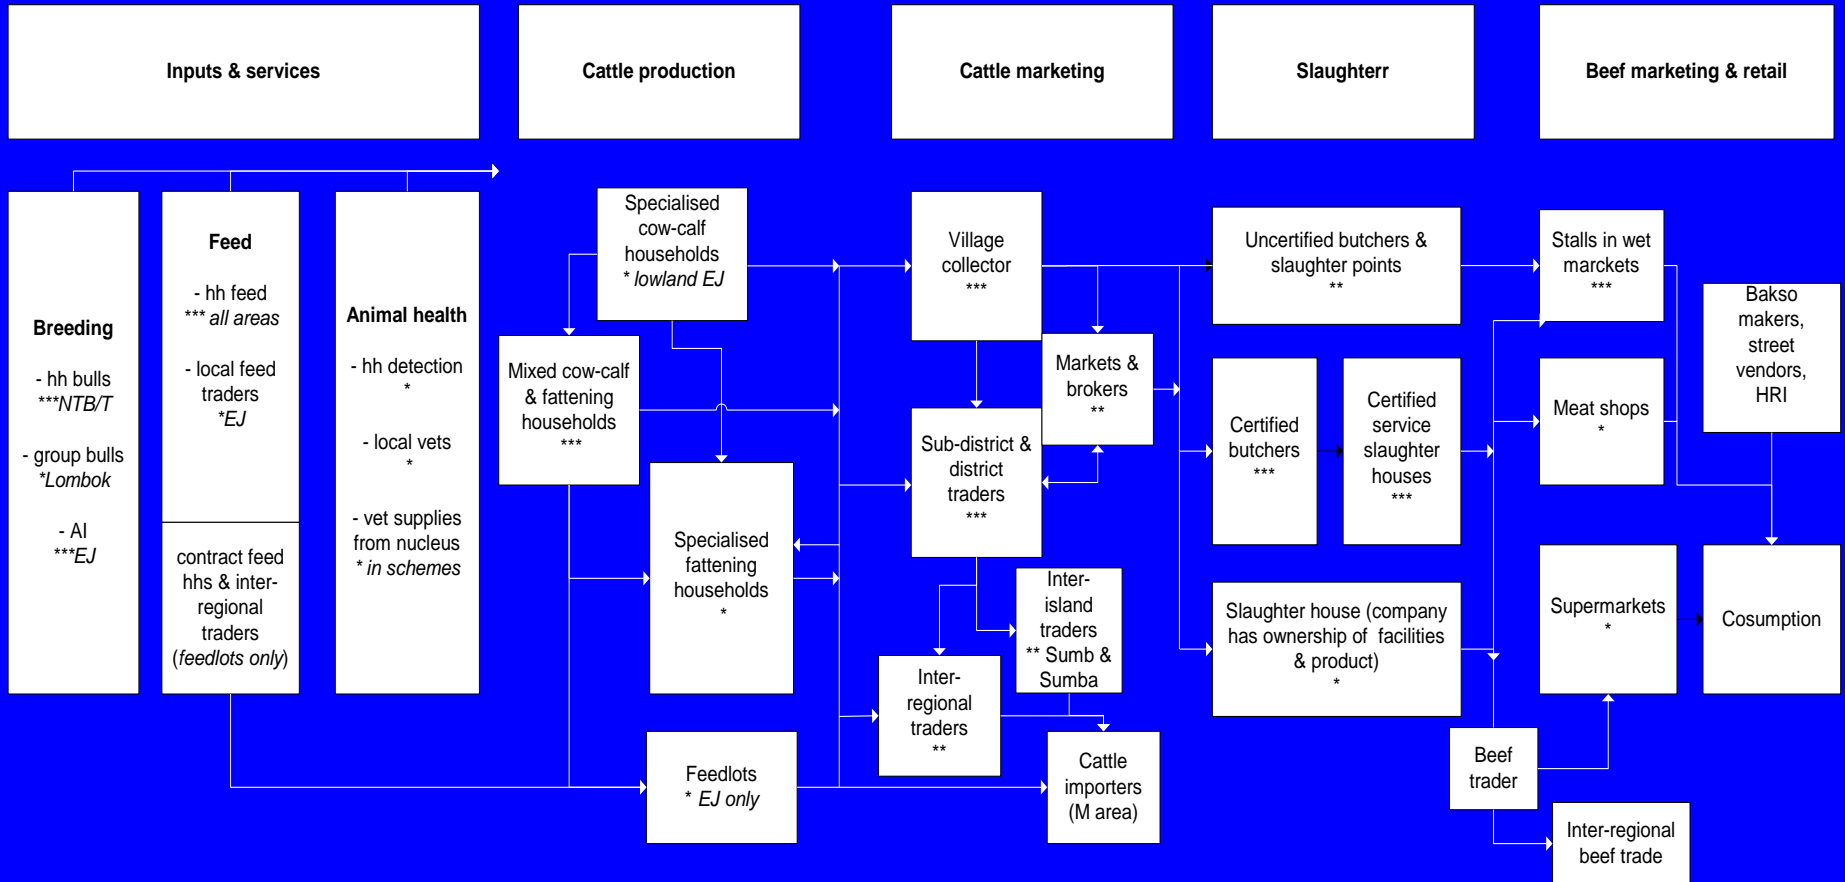 Inputs & services
Cattle production
Cattle marketing
Slaughterr
Beef marketing & retail
Breeding
- hh bulls
***NTB/T
- group bulls
*Lombok
- AI
***EJ
Feed
- hh feed
*** all areas
- local feed
traders
*EJ
contract feed
hhs & inter-
regional
traders
(feedlots only)
Animal health
- hh detection
*
- local vets
*
- vet supplies
from nucleus
* in schemes
Specialised
cow-calf
households
* lowland EJ
Mixed cow-calf
& fattening
households
***
Specialised
fattening
households
*
Feedlots
* EJ only
Village
collector
***
Markets &
brokers
**
Sub-district &
district
traders
***
Inter-
island
traders
** Sumb &
Sumba
Inter-
regional
traders
**
Cattle
importers
(M area)
Uncertified butchers &
slaughter points
**
Certified
butchers
***
Certified
service
slaughter
houses
***
Slaughter house (company
has ownership of facilities
& product)
*
Beef
trader
Stalls in wet
marckets
***
Meat shops
*
Supermarkets
*
Inter-regional
beef trade
Bakso
makers,
street
vendors,
HRI
Cosumption